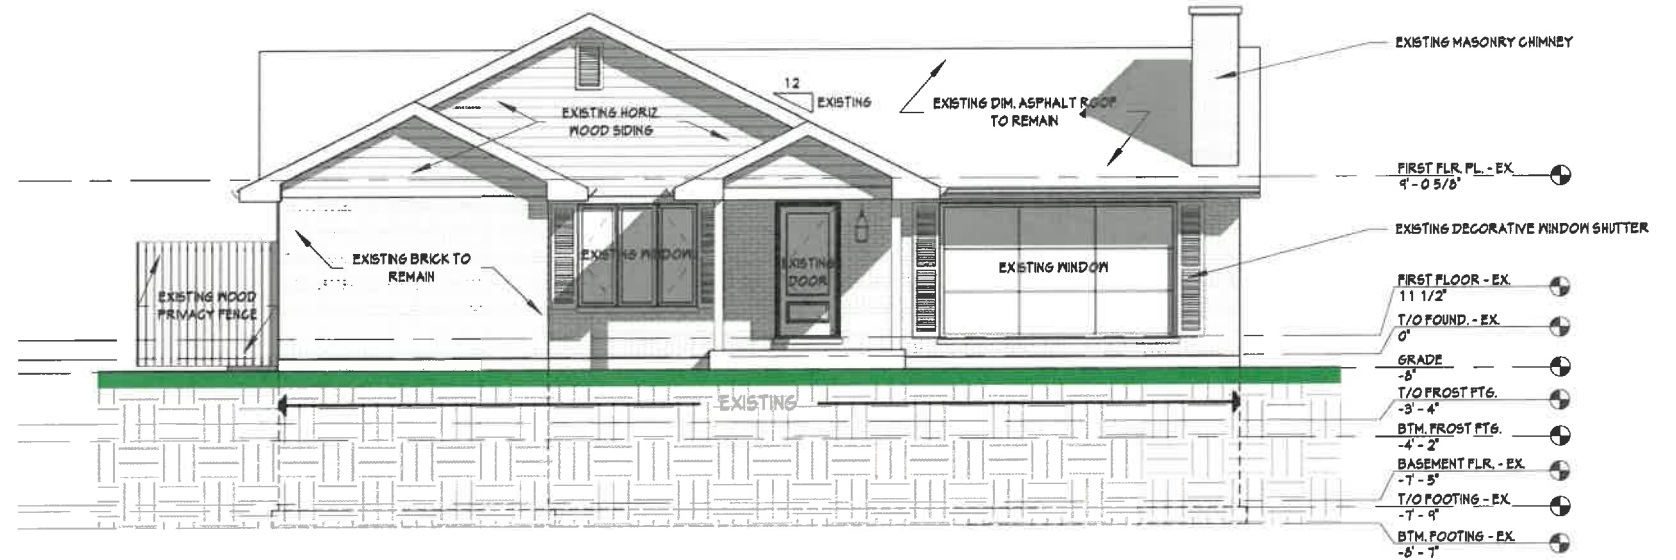 EXISTING MASONRY CHIMNEY
12
EXISTING
EXISTING DIM. ASPHALT ROOF
TO REMAIN
EXISTING HORIZ.
WOOD SIDING
FIRST FLR. PL. - EX.
9' - 0 5/8"
EXISTING DECORATIVE WINDOW SHUTTER
EXISTING BRICK TO
REMAIN
EXISTING WINDOW
EXISTING
DOOR
EXISTING WINDOW
EXISTING WOOD
PRIVACY FENCE
FIRST FLOOR - EX.
11 1/2"
T/O FOUND. - EX.
0"
GRADE
-8"
EXISTING
T/O FROST FTG.
-3' - 4"
BTM. FROST FTG.
-4' - 2"
BASEMENT FLR. - EX.
-7' - 5"
T/O FOOTING - EX.
-7' - 9"
BTM. FOOTING - EX.
-8' - 7"